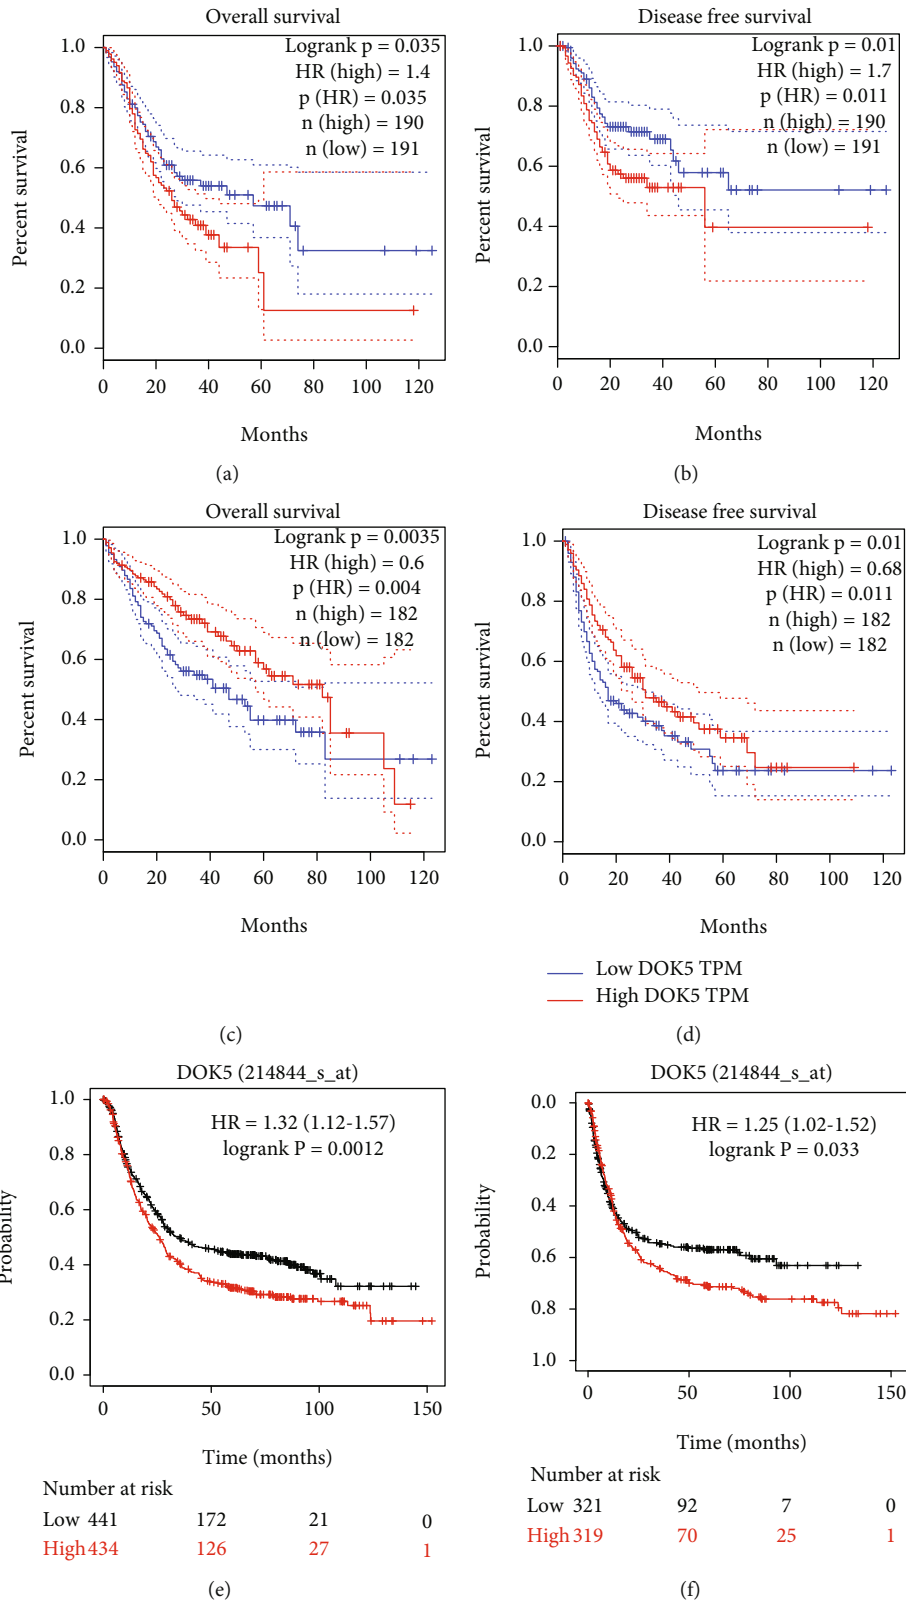 Overall survival
Logrank p = 0.035
HR (high) = 1.4
p (HR) = 0.035
n (high) = 190
n (low) = 191
Percent survival
1.0
0.8
0.6
0.4
0.2
0.0
0 20 40 60 80 100 120
Months
(a)
Disease free survival
Logrank p = 0.01
HR (high) = 1.7
p (HR) = 0.011
n (high) = 190
n (low) = 191
Percent survival
1.0
0.8
0.6
0.4
0.2
0.0
0 20 40 60 80 100 120
Months
(b)
Overall survival
Logrank p = 0.0035
HR (high) = 0.6
p (HR) = 0.004
n (high) = 182
n (low) = 182
Percent survival
1.0
0.8
0.6
0.4
0.2
0.0
0 20 40 60 80 100 120
Months
(c)
Disease free survival
Logrank p = 0.01
HR (high) = 0.68
p (HR) = 0.011
n (high) = 182
n (low) = 182
Percent survival
1.0
0.8
0.6
0.4
0.2
0.0
0 20 40 60 80 100 120
Months
Low DOK5 TPM
High DOK5 TPM
(d)
DOK5 (214844_s_at)
HR = 1.32 (1.12-1.57)
logrank P = 0.0012
Probability
1.0
0.8
0.6
0.4
0.2
0.0
0 50 100 150
Time (months)
Number at risk
Low 441 172 21 0
High 434 126 27 1
(e)
DOK5 (214844_s_at)
HR = 1.25 (1.02-1.52)
logrank P = 0.033
Probability
0.0
0.2
0.4
0.6
0.8
1.0
0 50 100 150
Time (months)
Number at risk
Low 321 92 7 0
High 319 70 25 1
(f)